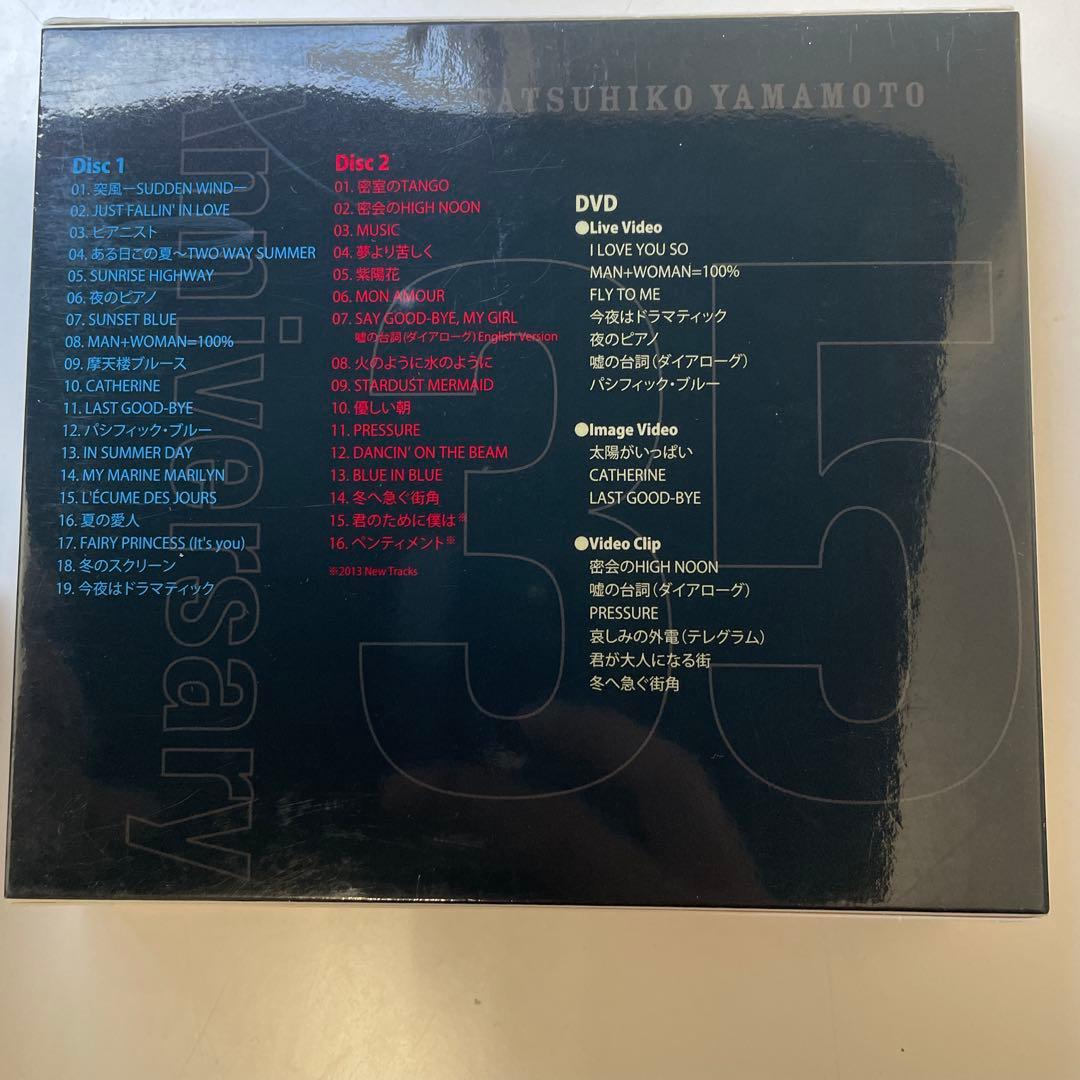 TATSUHIKO YAMAMOTO
Anniversary
35
Disc 1
01. 突風ーSUDDEN WINDー
02. JUST FALLIN' IN LOVE
03. ピアニスト
04. ある日この夏～TWO WAY SUMMER
05. SUNRISE HIGHWAY
06. 夜のピアノ
07. SUNSET BLUE
08. MAN+WOMAN=100%
09. 摩天楼ブルース
10. CATHERINE
11. LAST GOOD-BYE
12. パシフィック・ブルー
13. IN SUMMER DAY
14. MY MARINE MARILYN
15. L'ÉCUME DES JOURS
16. 夏の愛人
17. FAIRY PRINCESS (It's you)
18. 冬のスクリーン
19. 今夜はドラマティック
Disc 2
01. 密室のTANGO
02. 密会のHIGH NOON
03. MUSIC
04. 夢より苦しく
05. 紫陽花
06. MON AMOUR
07. SAY GOOD-BYE, MY GIRL
嘘の台詞(ダイアローグ) English Version
08. 火のように水のように
09. STARDUST MERMAID
10. 優しい朝
11. PRESSURE
12. DANCIN' ON THE BEAM
13. BLUE IN BLUE
14. 冬へ急ぐ街角
15. 君のために僕は※
16. ペンティメント※
※2013 New Tracks
DVD
●Live Video
I LOVE YOU SO
MAN+WOMAN=100%
FLY TO ME
今夜はドラマティック
夜のピアノ
嘘の台詞(ダイアローグ)
パシフィック・ブルー
●Image Video
太陽がいっぱい
CATHERINE
LAST GOOD-BYE
●Video Clip
密会のHIGH NOON
嘘の台詞(ダイアローグ)
PRESSURE
哀しみの外電(テレグラム)
君が大人になる街
冬へ急ぐ街角